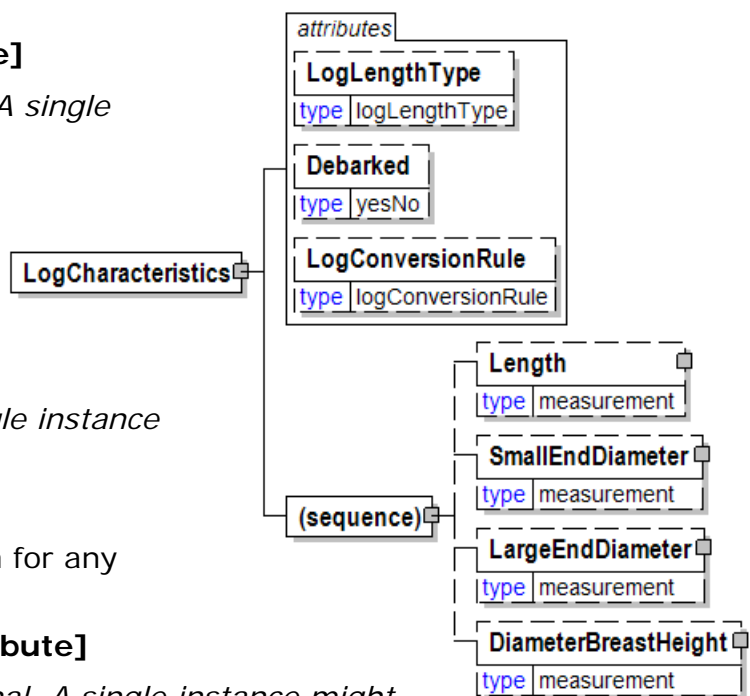 e]
A single
le instance
for any
bute]
A single instance might
attributes
LogLengthType
type logLengthType
Debarked
type yesNo
LogConversionRule
type logConversionRule
LogCharacteristics
(sequence)
Length
type measurement
SmallEndDiameter
type measurement
LargeEndDiameter
type measurement
DiameterBreastHeight
type measurement